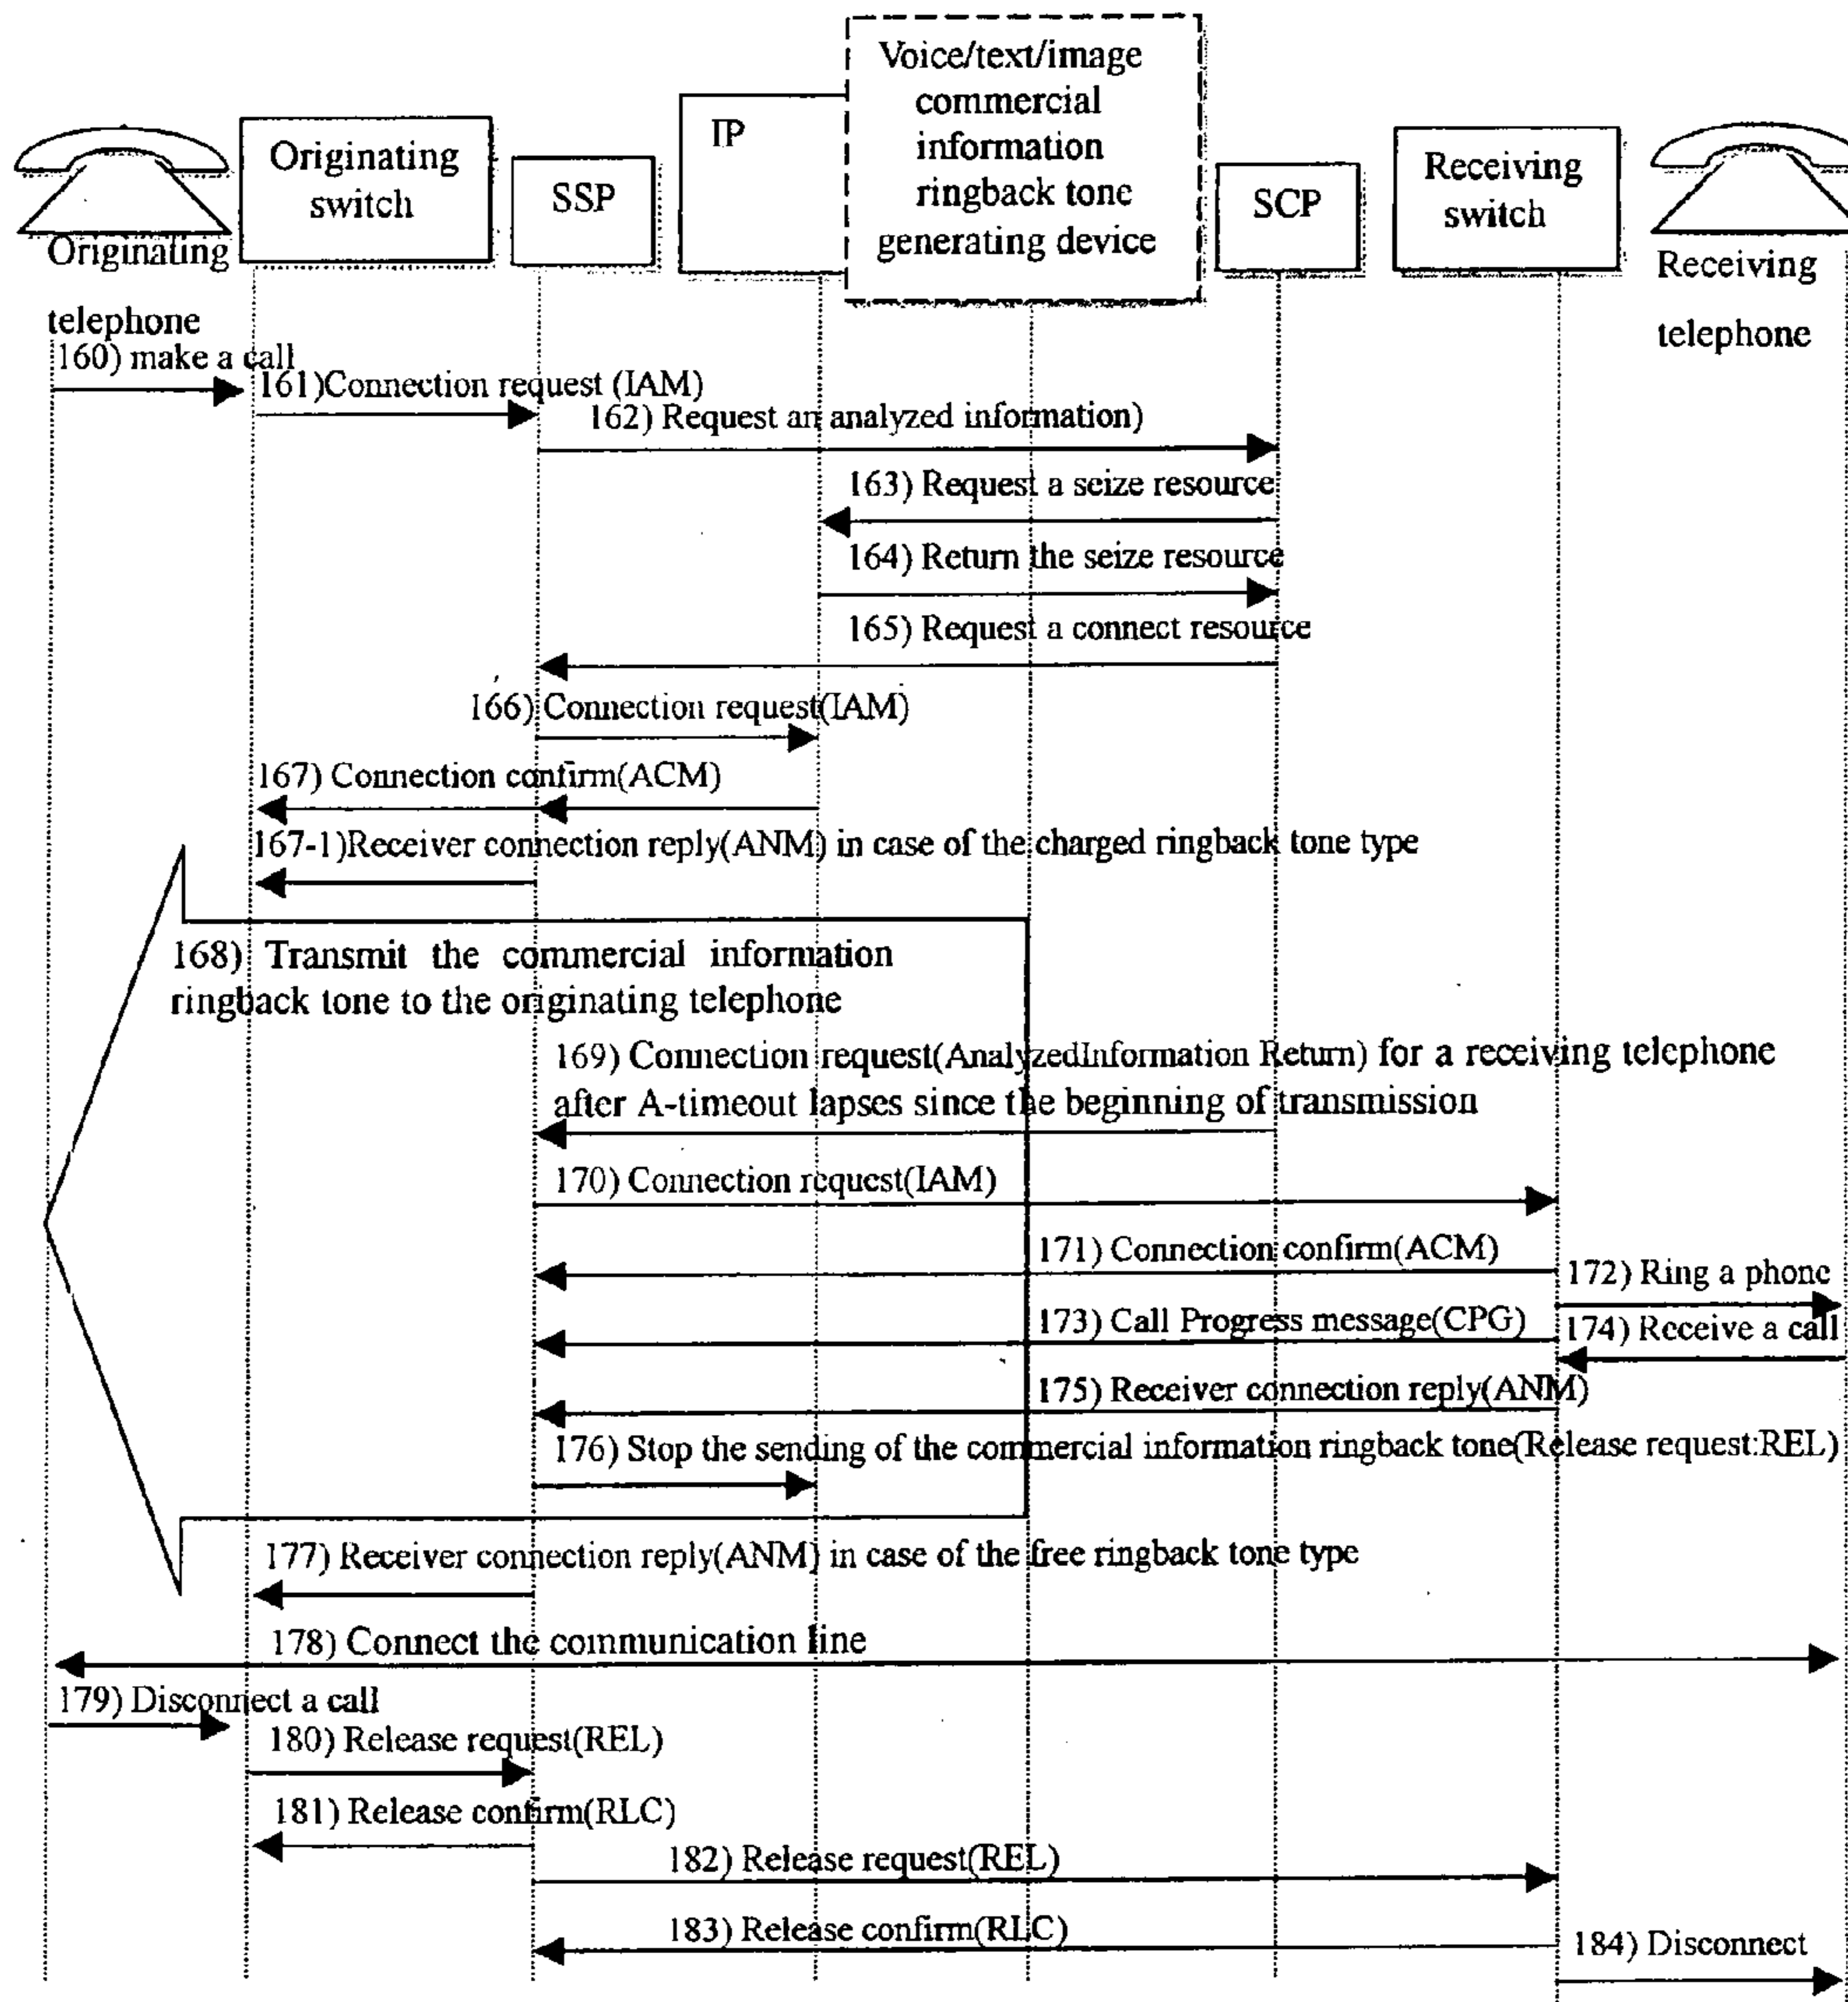 Voice/text/image
commercial
information
ringback tone
generating device
IP
Originating
switch
SSP
SCP
Receiving
switch
Originating
telephone
Receiving
telephone
160) make a call
161)Connection request (IAM)
162) Request an analyzed information)
163) Request a seize resource
164) Return the seize resource
165) Request a connect resource
166) Connection request(IAM)
167) Connection confirm(ACM)
167-1)Receiver connection reply(ANM) in case of the charged ringback tone type
168) Transmit the commercial information
ringback tone to the originating telephone
169) Connection request(AnalyzedInformation Return) for a receiving telephone
after A-timeout lapses since the beginning of transmission
170) Connection request(IAM)
171) Connection confirm(ACM)
172) Ring a phone
173) Call Progress message(CPG)
174) Receive a call
175) Receiver connection reply(ANM)
176) Stop the sending of the commercial information ringback tone(Release request:REL)
177) Receiver connection reply(ANM) in case of the free ringback tone type
178) Connect the communication line
179) Disconnect a call
180) Release request(REL)
181) Release confirm(RLC)
182) Release request(REL)
183) Release confirm(RLC)
184) Disconnect